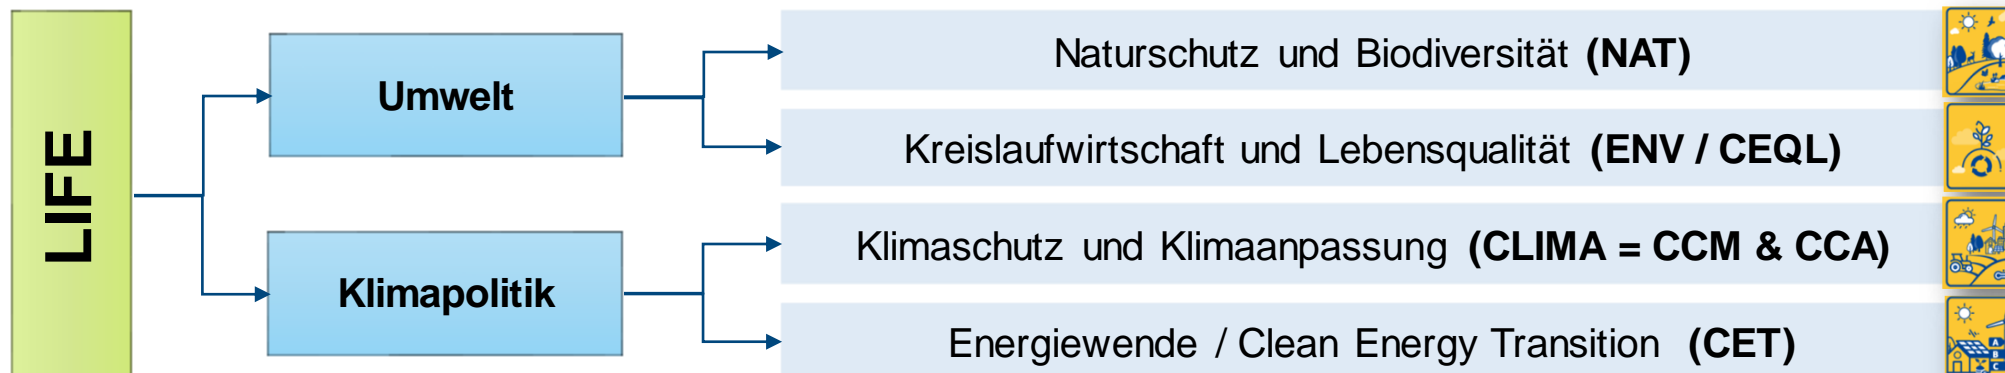 LIFE
Umwelt
Naturschutz und Biodiversität (NAT)
Kreislaufwirtschaft und Lebensqualität (ENV / CEQL)
Klimapolitik
Klimaschutz und Klimaanpassung (CLIMA = CCM & CCA)
Energiewende / Clean Energy Transition (CET)
A
B
C